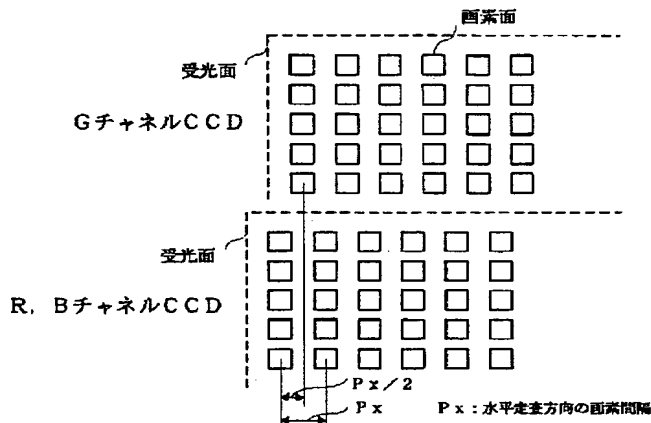 画素面
受光面
GチャネルCCD
受光面
R, BチャネルCCD
Px/2
Px
Px:水平走査方向の画素間隔